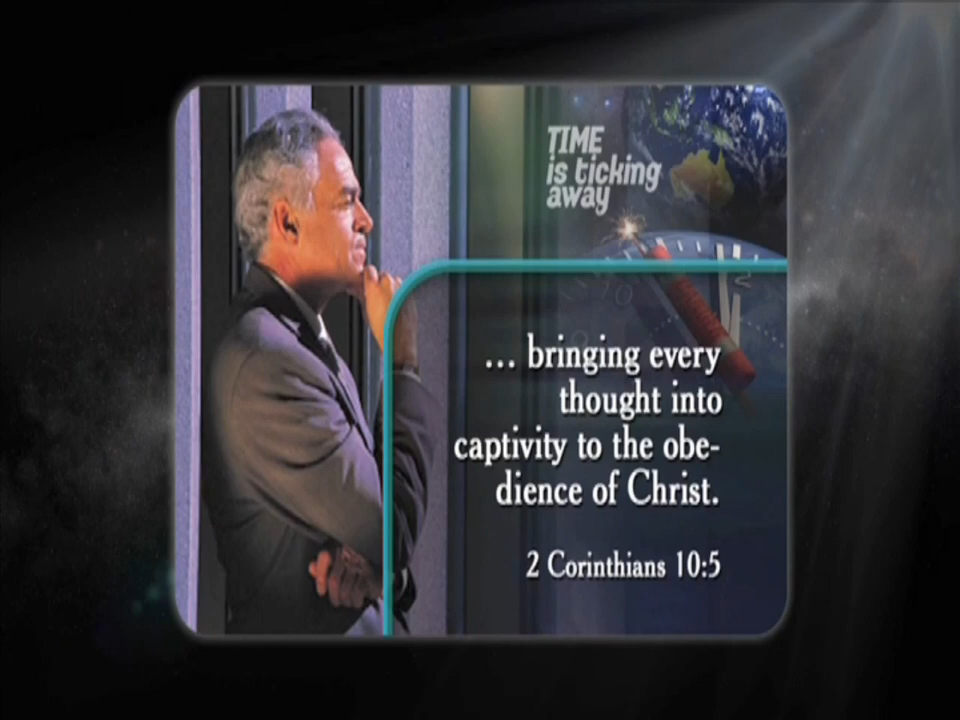 TIME
is ticking
away
... bringing every
thought into
captivity to the obe-
dience of Christ.
2 Corinthians 10:5